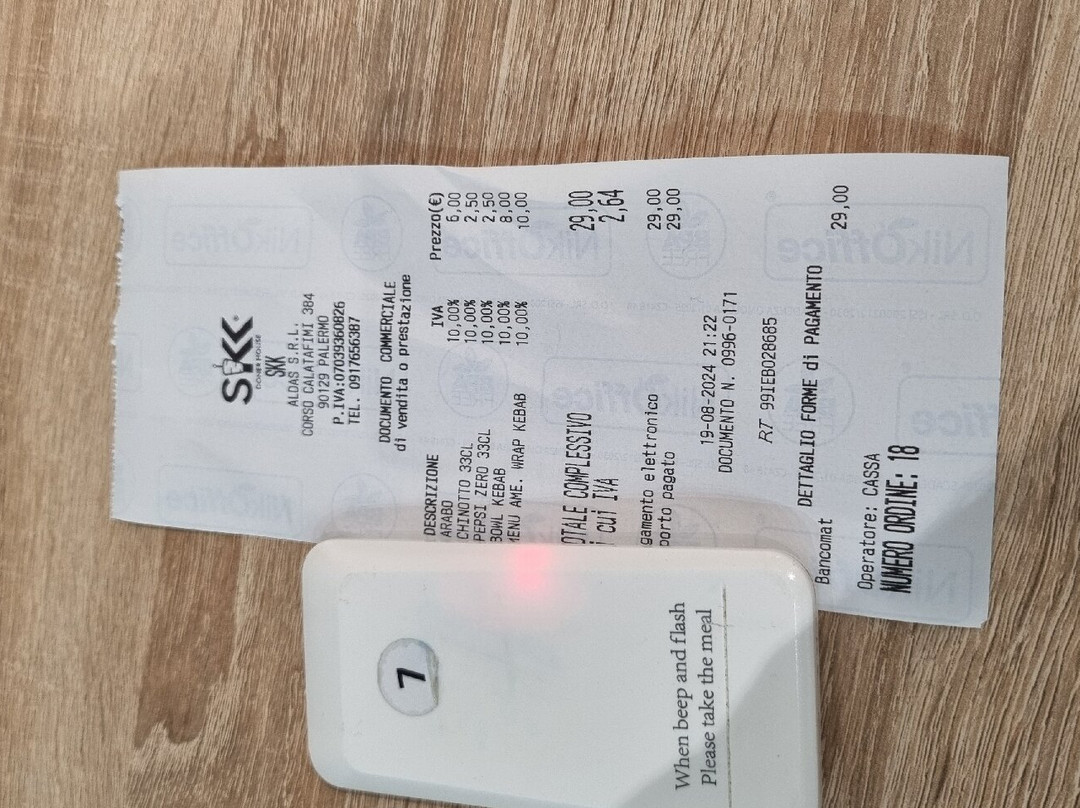 SKK
DONER HOUSE
SKK
ALDAS S.R.L.
CORSO CALATAFIMI 384
90129 PALERMO
P.IVA:07039360826
TEL. 0917656387
DOCUMENTO COMMERCIALE
di vendita o prestazione
DESCRIZIONE IVA Prezzo(€)
ARABO 10,00% 6,00
CHINOTTO 33CL 10,00% 2,50
PEPSI ZERO 33CL 10,00% 2,50
BOWL KEBAB 10,00% 8,00
MENU AME. WRAP KEBAB 10,00% 10,00
OTALE COMPLESSIVO 29,00
i cui IVA 2,64
gamento elettronico 29,00
porto pagato 29,00
19-08-2024 21:22
DOCUMENTO N. 0996-0171
RT 99IEB028685
DETTAGLIO FORME di PAGAMENTO
Bancomat 29,00
Operatore: CASSA
NUMERO ORDINE: 18
7
When beep and flash
Please take the meal